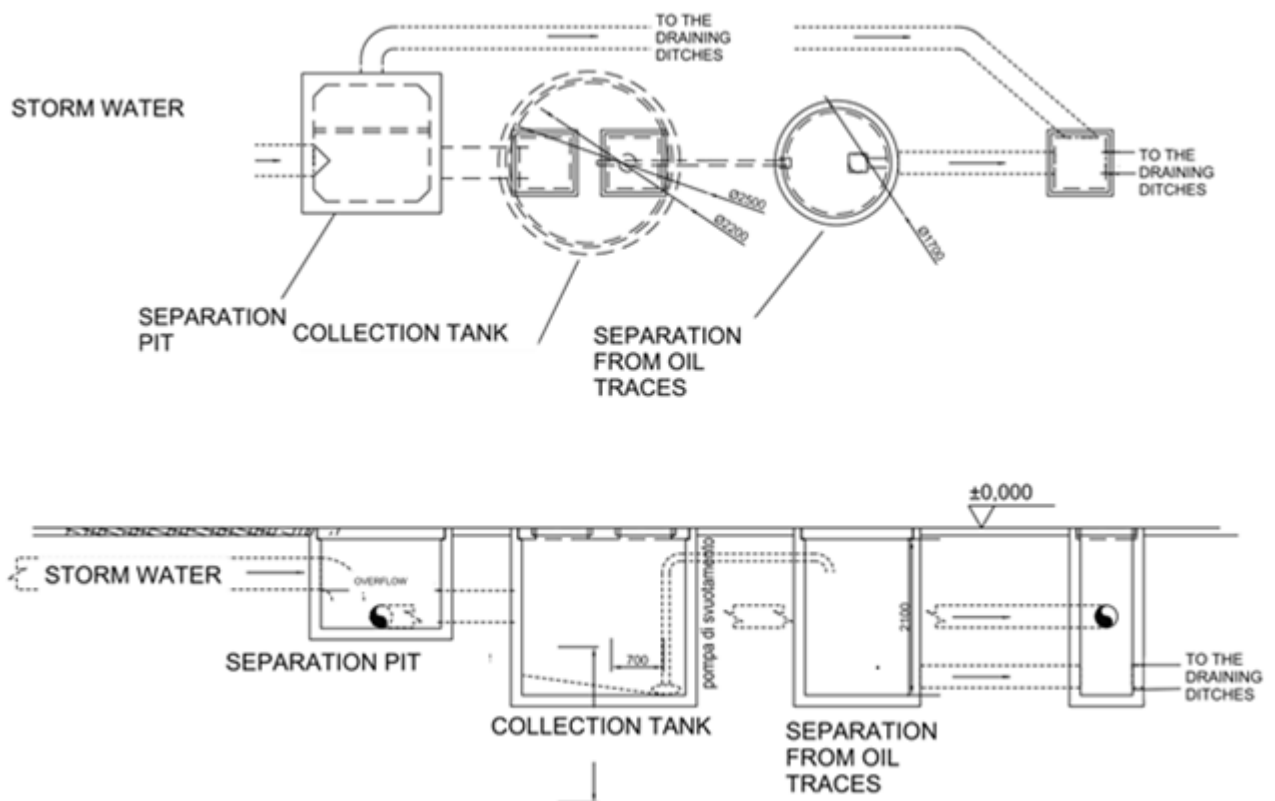 TO THE
DRAINING
DITCHES
STORM WATER
TO THE
DRAINING
DITCHES
Ø2500
Ø2200
Ø1700
SEPARATION
PIT
COLLECTION TANK
SEPARATION
FROM OIL
TRACES
±0,000
STORM WATER
OVERFLOW
pompa di svuotamento
2100
700
SEPARATION PIT
TO THE
DRAINING
DITCHES
COLLECTION TANK
SEPARATION
FROM OIL
TRACES